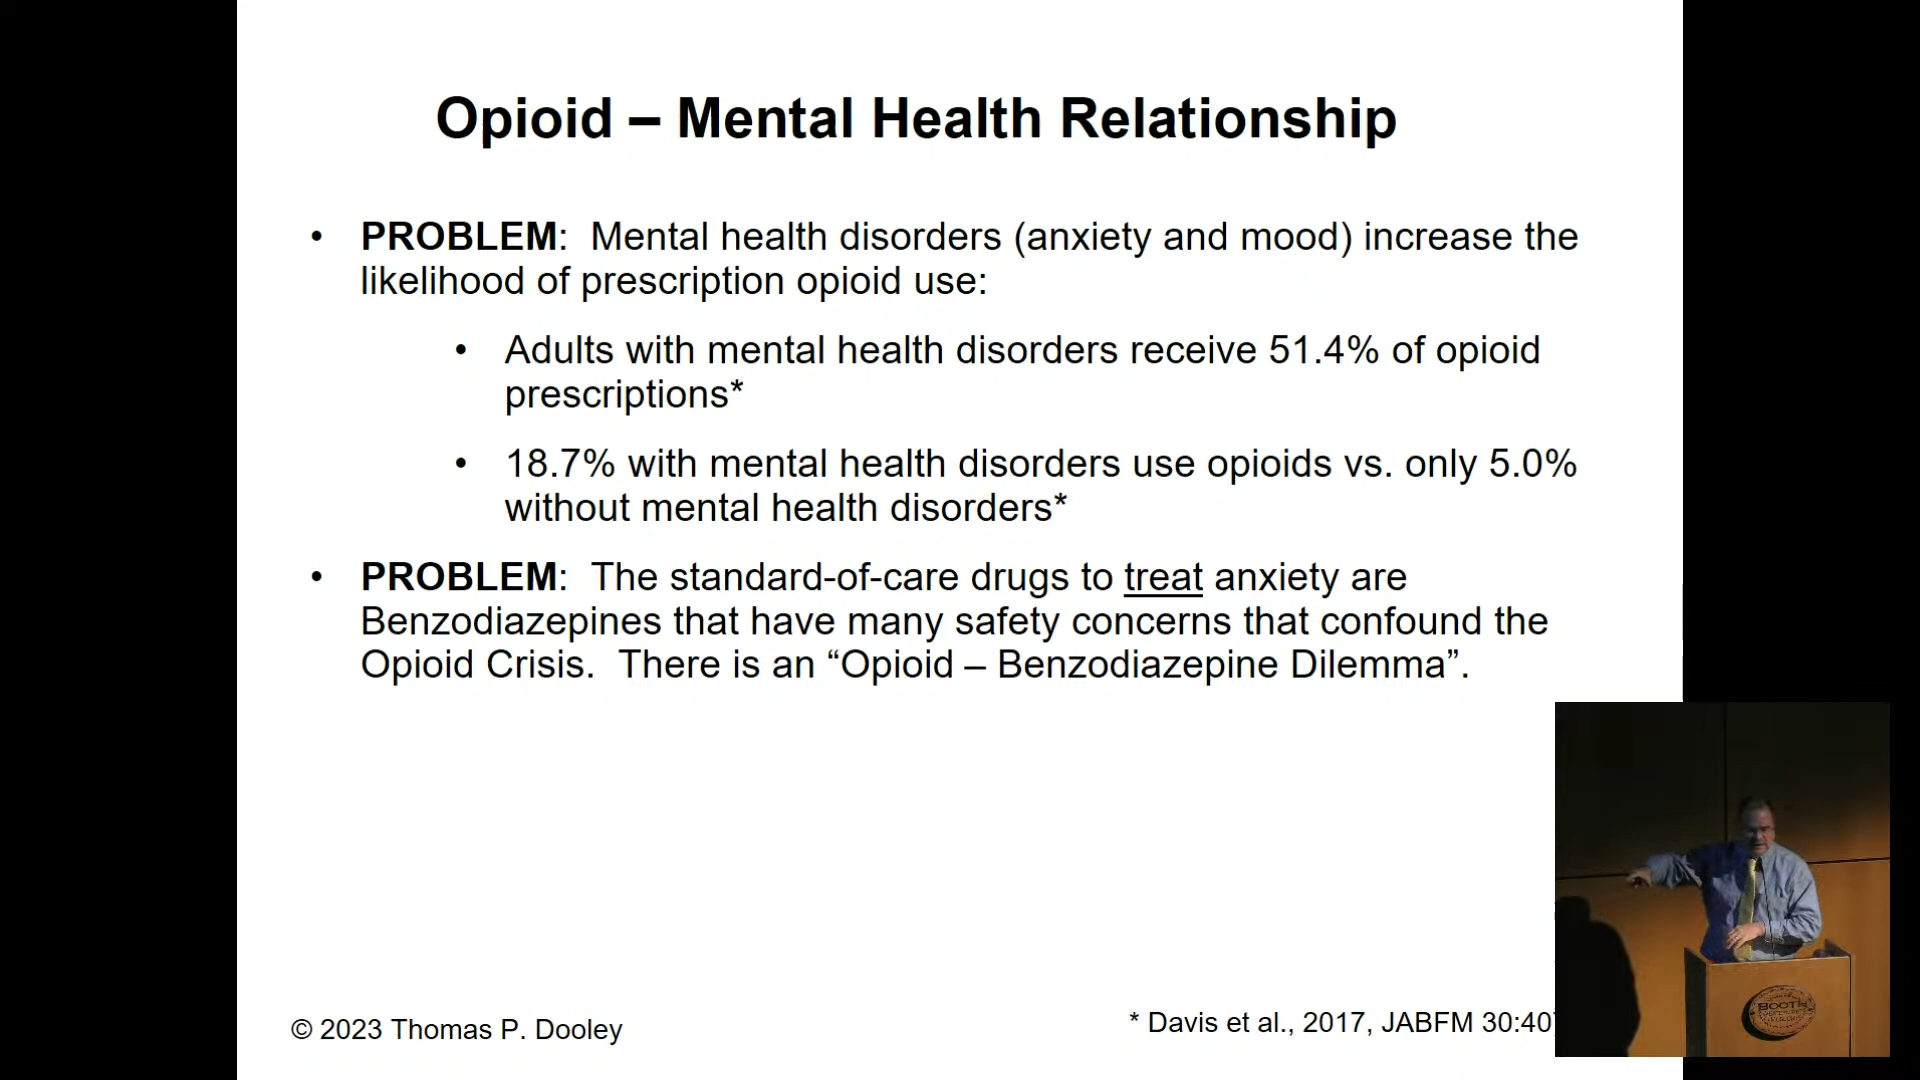 Opioid – Mental Health Relationship
• PROBLEM: Mental health disorders (anxiety and mood) increase the
likelihood of prescription opioid use:
• Adults with mental health disorders receive 51.4% of opioid
prescriptions*
• 18.7% with mental health disorders use opioids vs. only 5.0%
without mental health disorders*
• PROBLEM: The standard-of-care drugs to treat anxiety are
Benzodiazepines that have many safety concerns that confound the
Opioid Crisis. There is an “Opioid – Benzodiazepine Dilemma”.
© 2023 Thomas P. Dooley
* Davis et al., 2017, JABFM 30:40
BOOTH